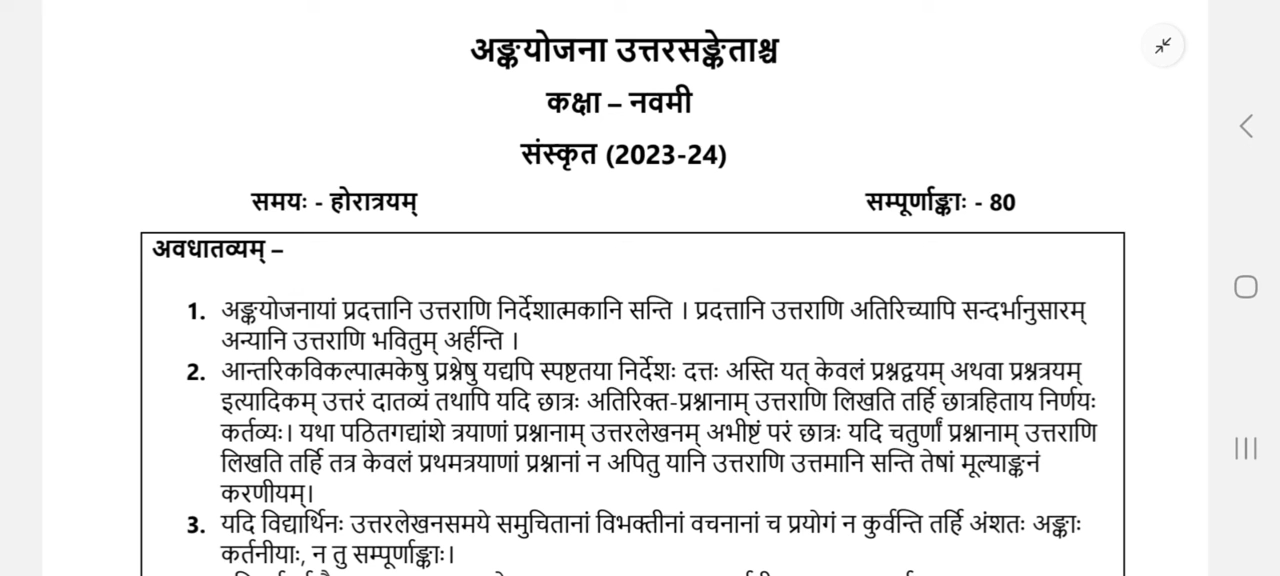 अङ्कयोजना उत्तरसङ्केताश्च
कक्षा – नवमी
संस्कृत (2023-24)
समयः - होरात्रयम् सम्पूर्णाङ्काः - 80
अवधातव्यम् –
1. अङ्कयोजनायां प्रदत्तानि उत्तराणि निर्देशात्मकानि सन्ति । प्रदत्तानि उत्तराणि अतिरिच्यापि सन्दर्भानुसारम्
अन्यानि उत्तराणि भवितुम् अर्हन्ति ।
2. आन्तरिकविकल्पात्मकेषु प्रश्नेषु यद्यपि स्पष्टतया निर्देशः दत्तः अस्ति यत् केवलं प्रश्नद्वयम् अथवा प्रश्नत्रयम्
इत्यादिकम् उत्तरं दातव्यं तथापि यदि छात्रः अतिरिक्त-प्रश्नानाम् उत्तराणि लिखति तर्हि छात्रहिताय निर्णयः
कर्तव्यः। यथा पठितगद्यांशे त्रयाणां प्रश्नानाम् उत्तरलेखनम् अभीष्टं परं छात्रः यदि चतुर्णां प्रश्नानाम् उत्तराणि
लिखति तर्हि तत्र केवलं प्रथमत्रयाणां प्रश्नानां न अपितु यानि उत्तराणि उत्तमानि सन्ति तेषां मूल्याङ्कनं
करणीयम्।
3. यदि विद्यार्थिनः उत्तरलेखनसमये समुचितानां विभक्तीनां वचनानां च प्रयोगं न कुर्वन्ति तर्हि अंशतः अङ्काः
कर्तनीयाः, न तु सम्पूर्णाङ्काः।